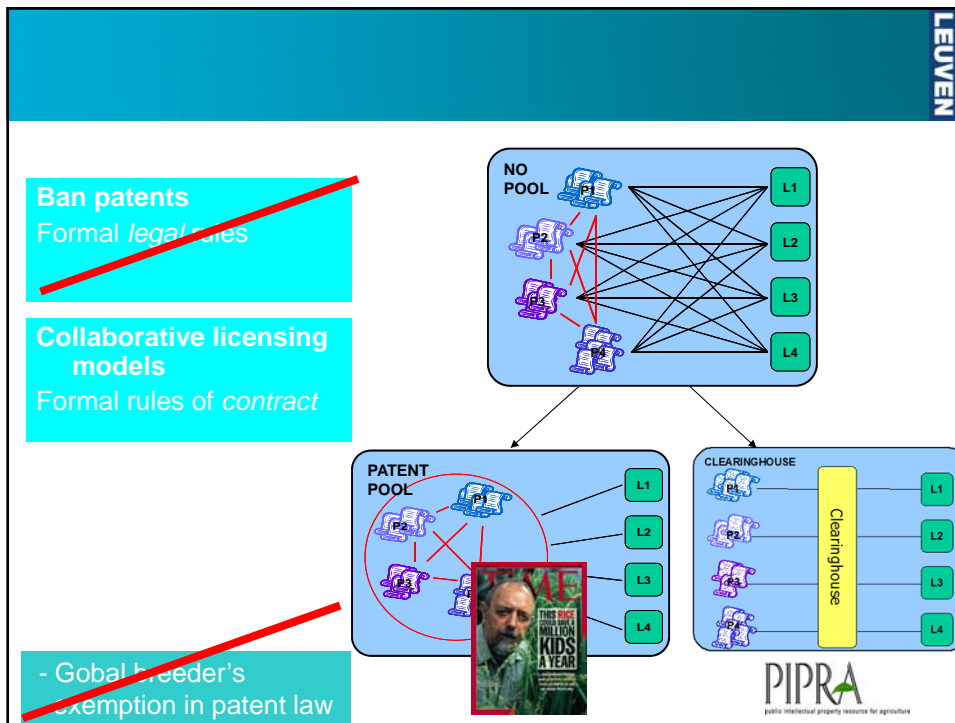 LEUVEN
Ban patents
Formal legal rules
Collaborative licensing
models
Formal rules of contract
- Gobal breeder's
exemption in patent law
NO
POOL
P1
P2
P3
P4
L1
L2
L3
L4
PATENT
POOL
P1
P2
P3
L1
L2
L3
L4
THIS RICE
COULD SAVE A
MILLION
KIDS
A YEAR
CLEARINGHOUSE
P1
P2
P3
P4
Clearinghouse
L1
L2
L3
L4
PIPRA
public intellectual property resource for agriculture